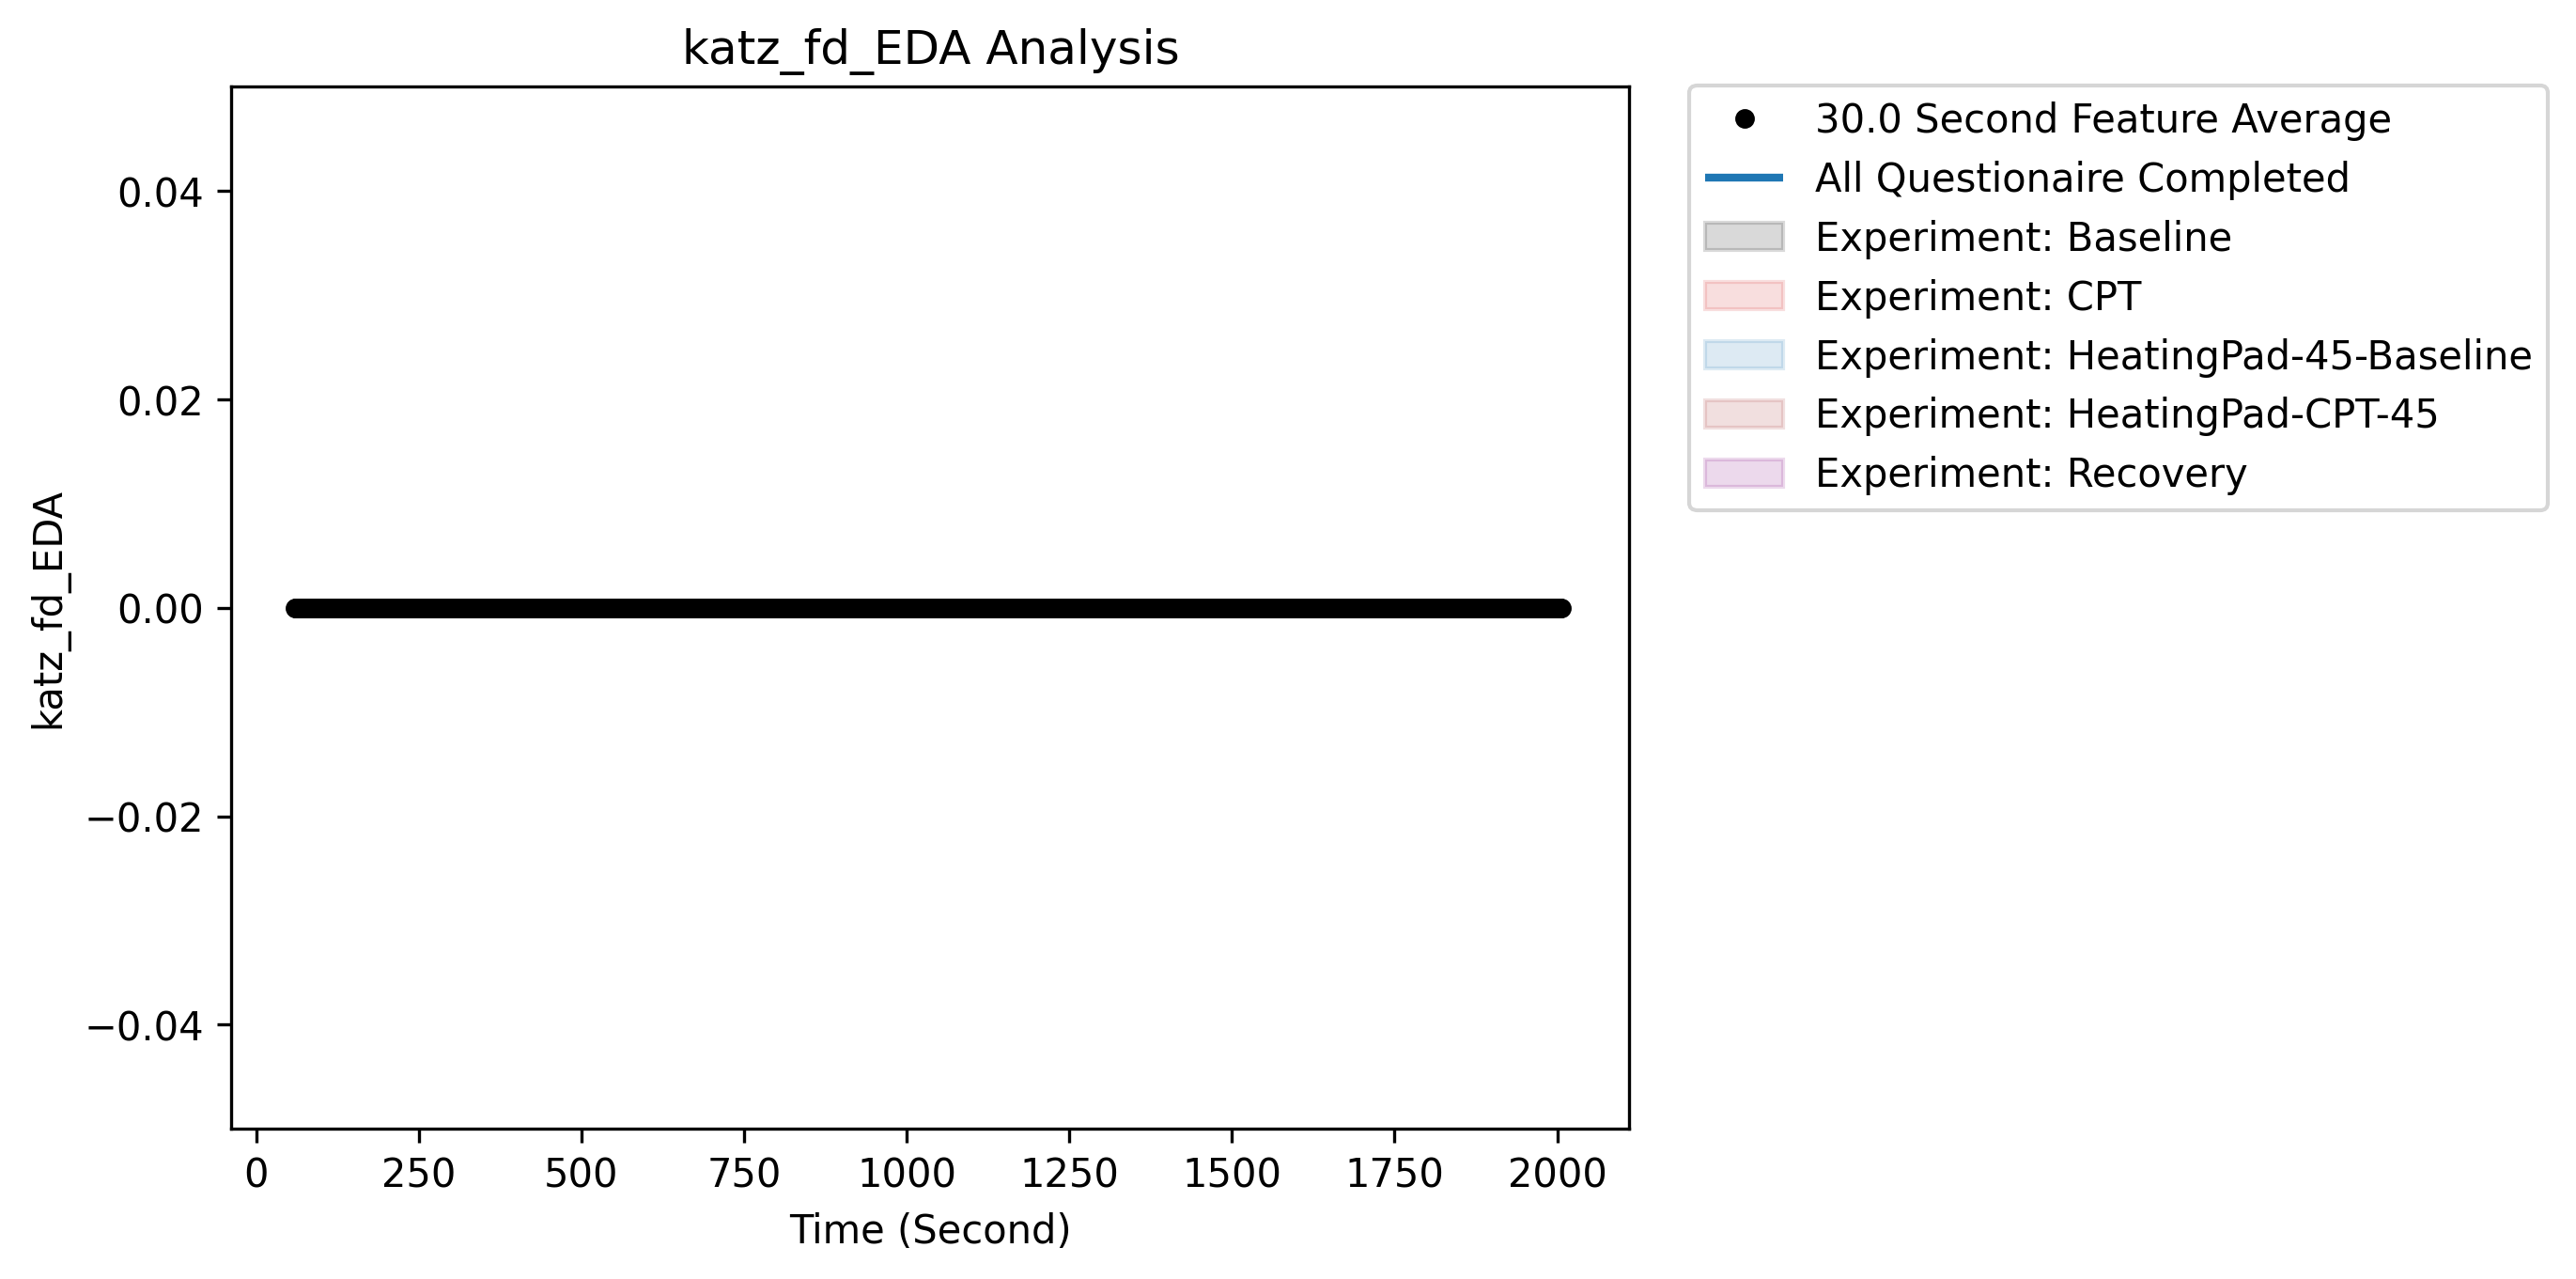 katz_fd_EDA Analysis
30.0 Second Feature Average
All Questionaire Completed
Experiment: Baseline
Experiment: CPT
Experiment: HeatingPad-45-Baseline
Experiment: HeatingPad-CPT-45
Experiment: Recovery
katz_fd_EDA
0.04
0.02
0.00
−0.02
−0.04
0 250 500 750 1000 1250 1500 1750 2000
Time (Second)